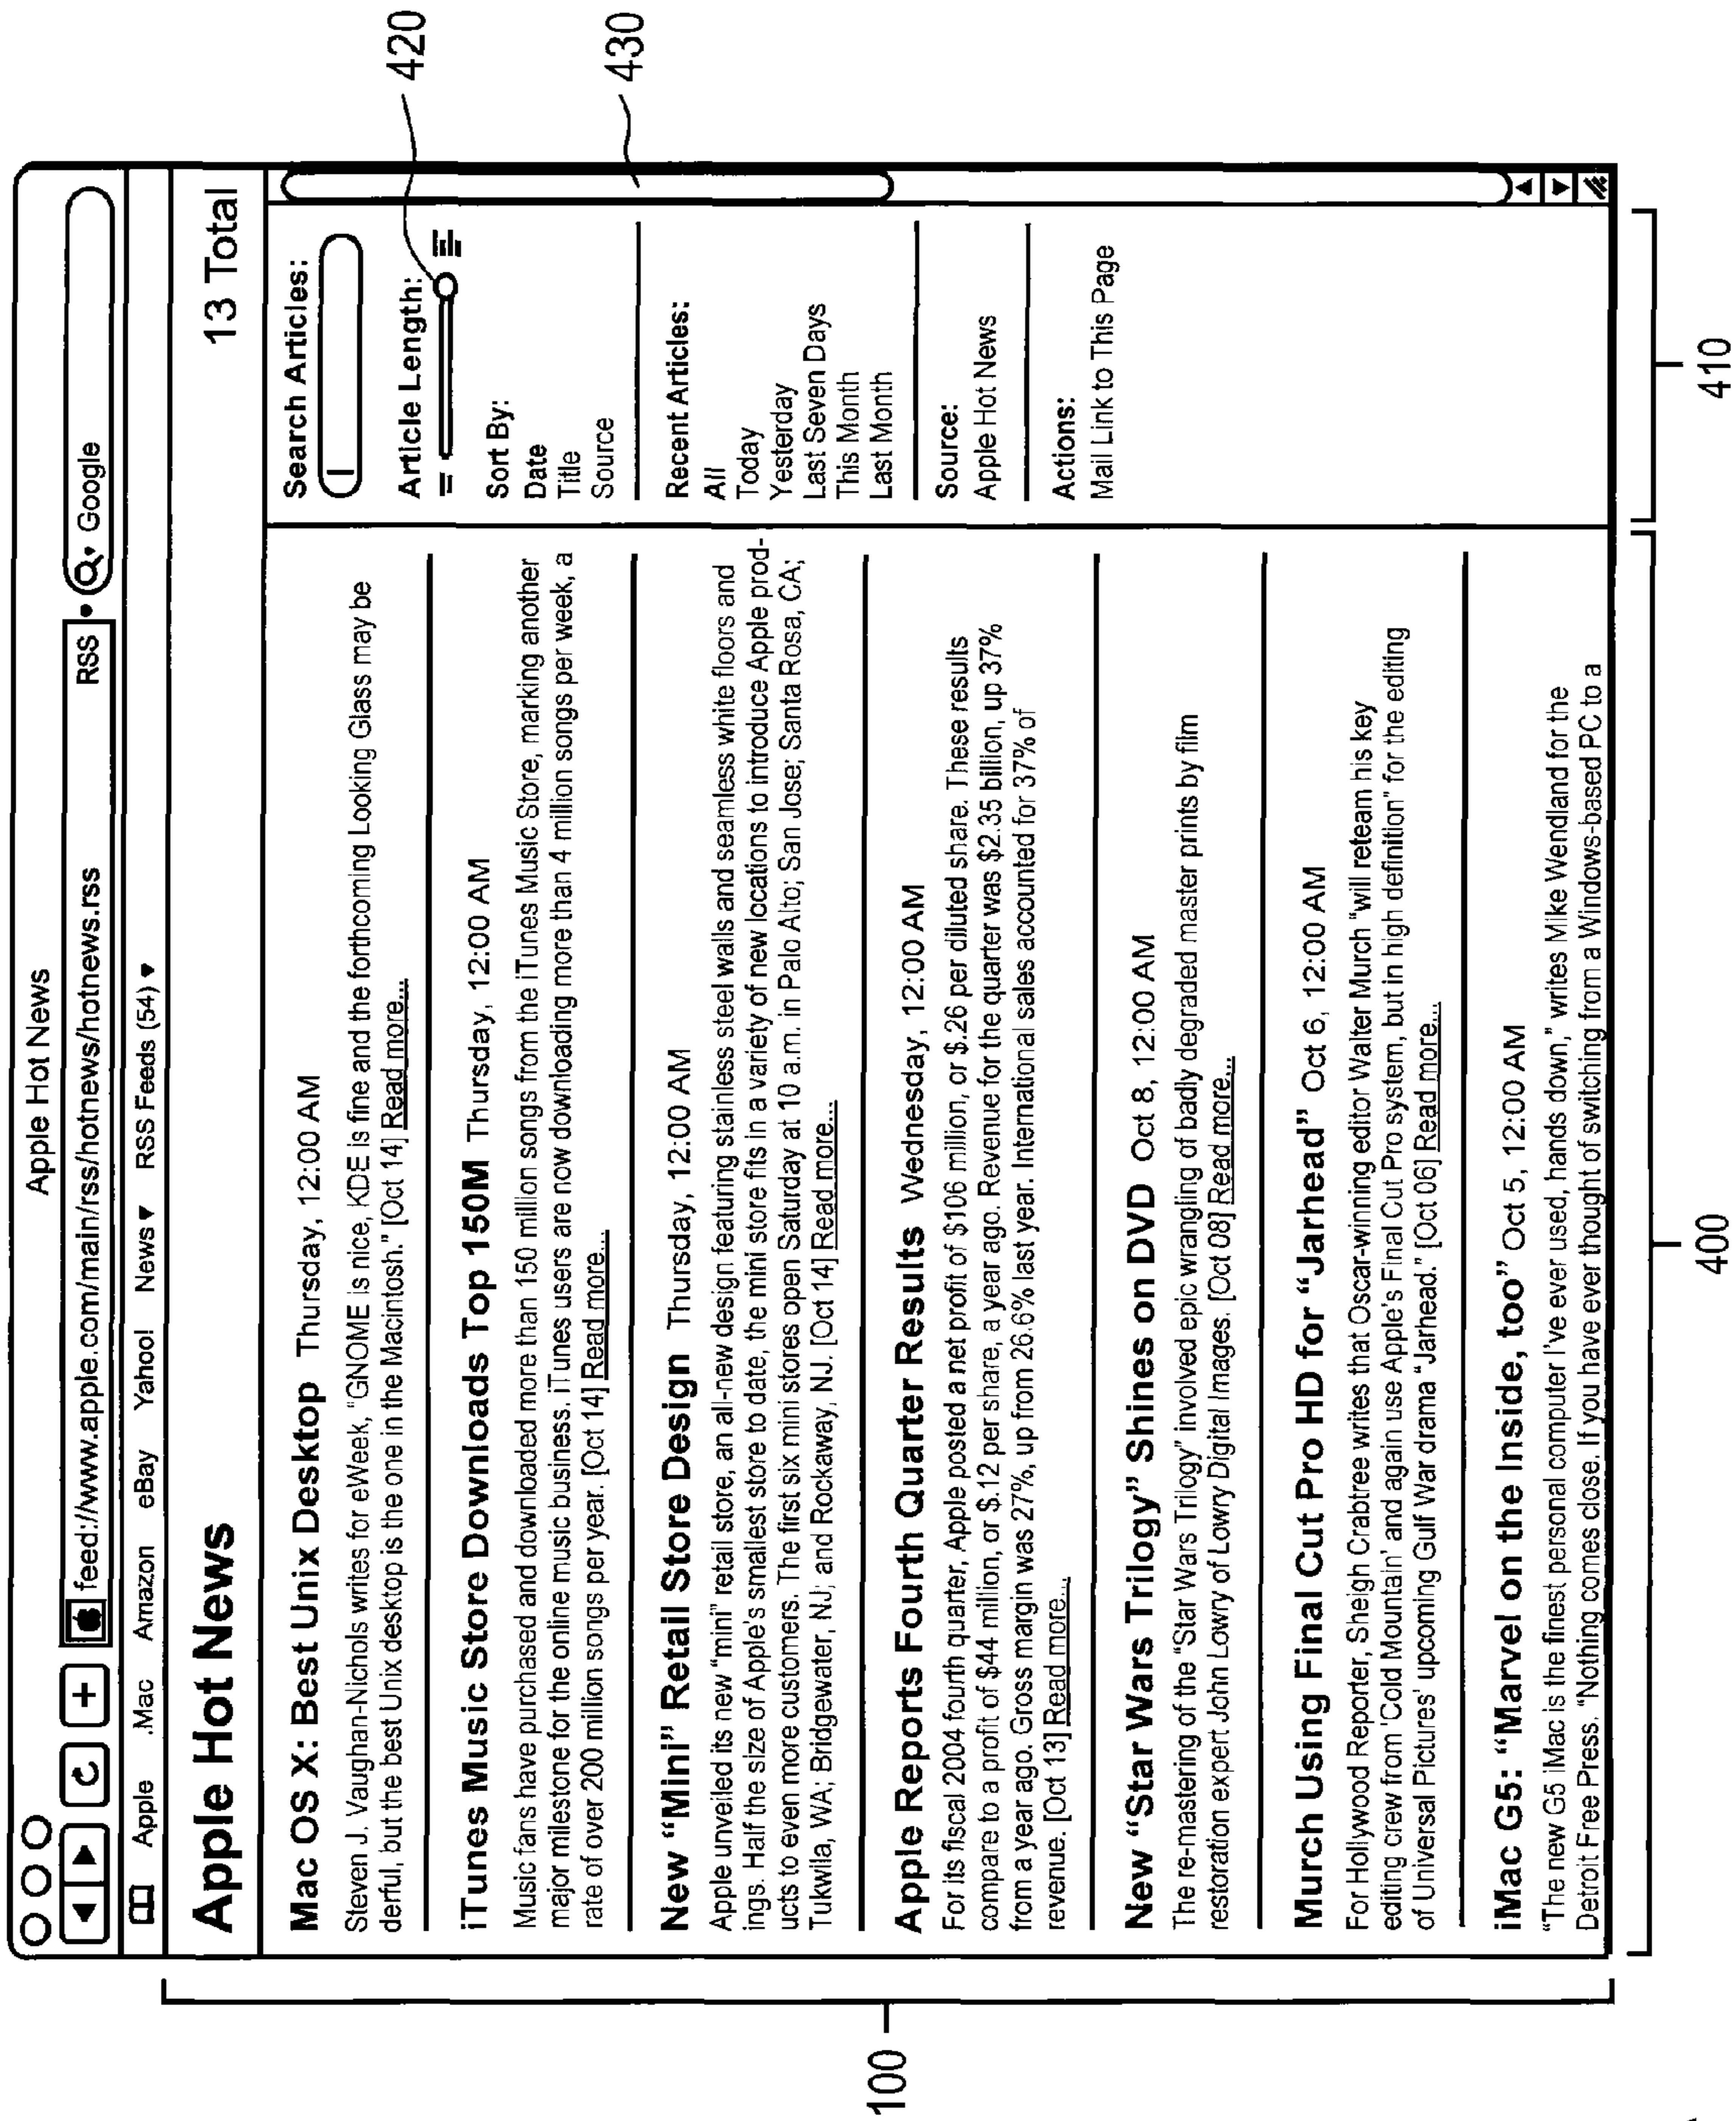 Apple Hot News
feed://www.apple.com/main/rss/hotnews/hotnews.rss RSS Google
Apple .Mac Amazon eBay Yahoo! News RSS Feeds (54)
Apple Hot News 13 Total
Mac OS X: Best Unix Desktop Thursday, 12:00 AM
Steven J. Vaughan-Nichols writes for eWeek, "GNOME is nice, KDE is fine and the forthcoming Looking Glass may be
derful, but the best Unix desktop is the one in the Macintosh." [Oct 14] Read more...
iTunes Music Store Downloads Top 150M Thursday, 12:00 AM
Music fans have purchased and downloaded more than 150 million songs from the iTunes Music Store, marking another
major milestone for the online music business. iTunes users are now downloading more than 4 million songs per week, a
rate of over 200 million songs per year. [Oct 14] Read more...
New “Mini” Retail Store Design Thursday, 12:00 AM
Apple unveiled its new "mini" retail store, an all-new design featuring stainless steel walls and seamless white floors and
ings. Half the size of Apple's smallest store to date, the mini store fits in a variety of new locations to introduce Apple prod-
ucts to even more customers. The first six mini stores open Saturday at 10 a.m. in Palo Alto; San Jose; Santa Rosa, CA;
Tukwila, WA; Bridgewater, NJ; and Rockaway, NJ. [Oct 14] Read more...
Apple Reports Fourth Quarter Results Wednesday, 12:00 AM
For its fiscal 2004 fourth quarter, Apple posted a net profit of $106 million, or $.26 per diluted share. These results
compare to a profit of $44 million, or $.12 per share, a year ago. Revenue for the quarter was $2.35 billion, up 37%
from a year ago. Gross margin was 27%, up from 26.6% last year. International sales accounted for 37% of
revenue. [Oct 13] Read more...
New “Star Wars Trilogy” Shines on DVD Oct 8, 12:00 AM
The re-mastering of the "Star Wars Trilogy" involved epic wrangling of badly degraded master prints by film
restoration expert John Lowry of Lowry Digital Images. [Oct 08] Read more...
Murch Using Final Cut Pro HD for “Jarhead” Oct 6, 12:00 AM
For Hollywood Reporter, Sheigh Crabtree writes that Oscar-winning editor Walter Murch "will reteam his key
editing crew from 'Cold Mountain' and again use Apple's Final Cut Pro system, but in high definition" for the editing
of Universal Pictures' upcoming Gulf War drama "Jarhead." [Oct 06] Read more...
iMac G5: “Marvel on the Inside, too” Oct 5, 12:00 AM
"The new G5 iMac is the finest personal computer I've ever used, hands down," writes Mike Wendland for the
Detroit Free Press. "Nothing comes close. If you have ever thought of switching from a Windows-based PC to a
Search Articles:
Article Length:
Sort By:
Date
Title
Source
Recent Articles:
All
Today
Yesterday
Last Seven Days
This Month
Last Month
Source:
Apple Hot News
Actions:
Mail Link to This Page
420
430
100
400
410